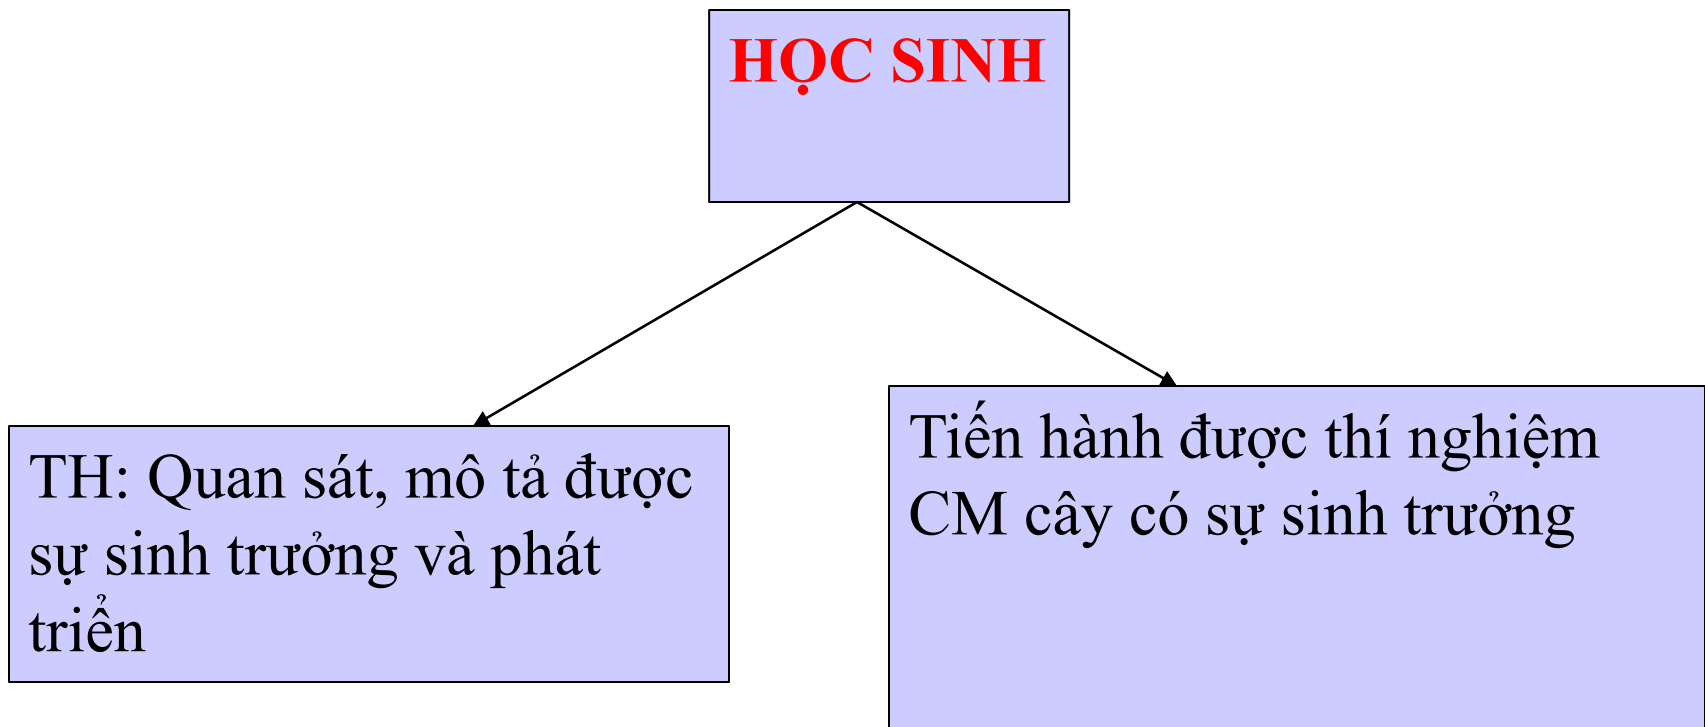 HỌC SINH
TH: Quan sát, mô tả được
sự sinh trưởng và phát
triển
Tiến hành được thí nghiệm
CM cây có sự sinh trưởng